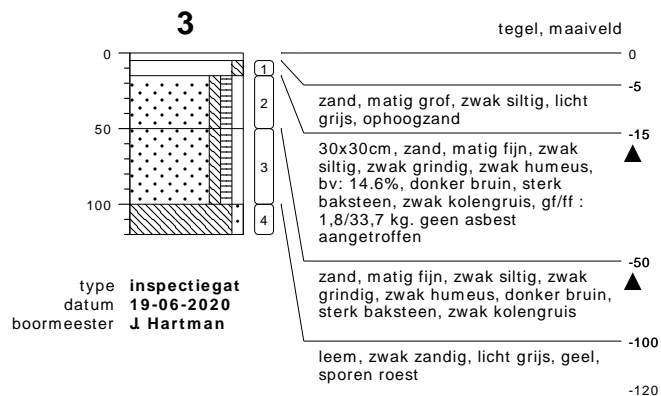 3
tegel, maaiveld
0
0
1
-5
2
zand, matig grof, zwak siltig, licht
grijs, ophoogzand
50
-15
30x30cm, zand, matig fijn, zwak
siltig, zwak grindig, zwak humeus,
bv: 14.6%, donker bruin, sterk
baksteen, zwak kolengruis, gf/ff :
1,8/33,7 kg. geen asbest
aangetroffen
3
100
4
-50
zand, matig fijn, zwak siltig, zwak
grindig, zwak humeus, donker bruin,
sterk baksteen, zwak kolengruis
type inspectiegat
datum 19-06-2020
boormeester J. Hartman
-100
leem, zwak zandig, licht grijs, geel,
sporen roest
-120